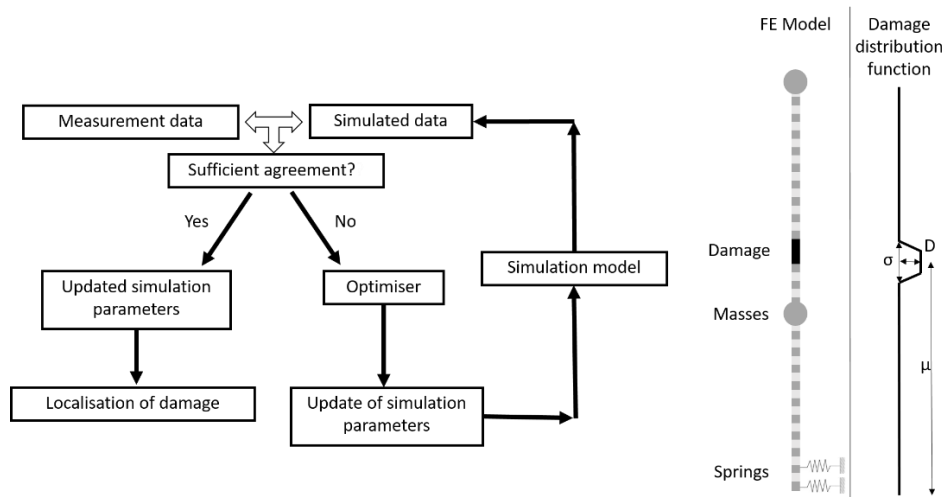 Measurement data
Simulated data
Sufficient agreement?
Yes
No
Updated simulation
parameters
Optimiser
Simulation model
Localisation of damage
Update of simulation
parameters
FE Model
Damage
distribution
function
Damage
Masses
Springs
σ
D
μ